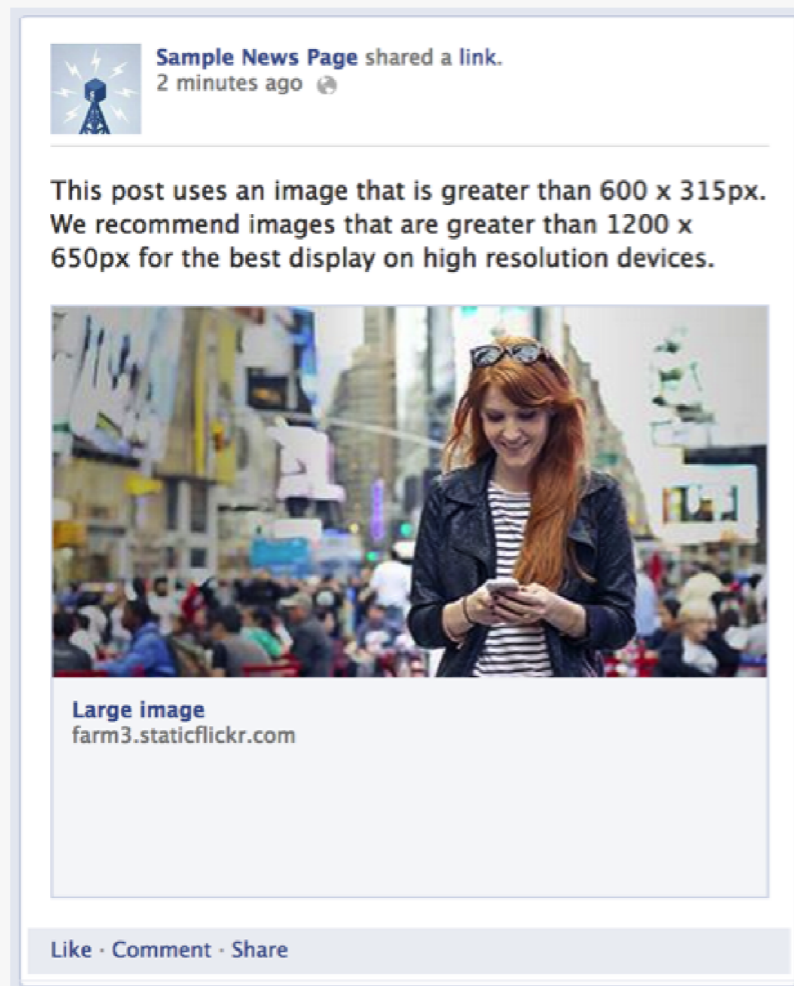 Sample News Page shared a link.
2 minutes ago
This post uses an image that is greater than 600 x 315px.
We recommend images that are greater than 1200 x
650px for the best display on high resolution devices.
Large image
farm3.staticflickr.com
Like · Comment · Share